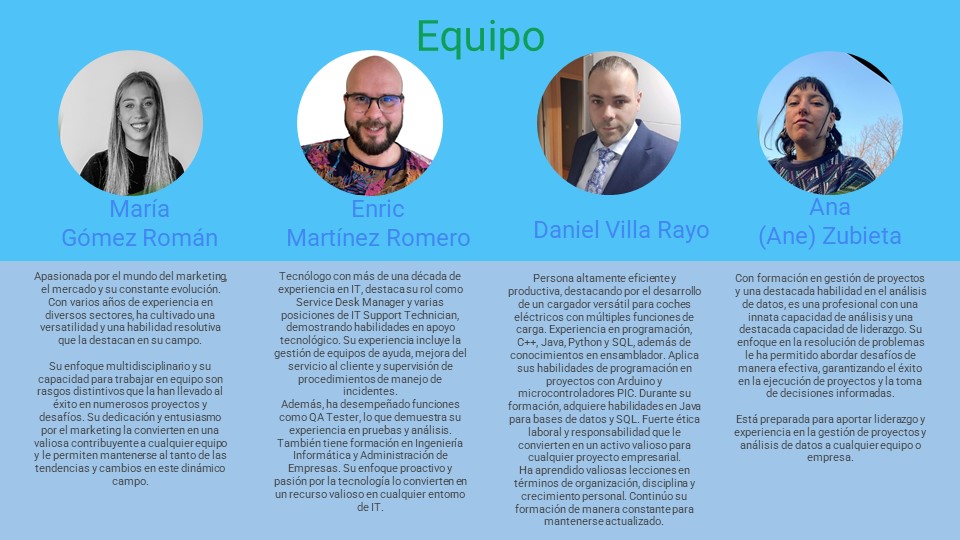 Equipo
María
Gómez Román
Enric
Martínez Romero
Daniel Villa Rayo
Ana
(Ane) Zubieta
Apasionada por el mundo del marketing,
el mercado y su constante evolución.
Con varios años de experiencia en
diversos sectores, ha cultivado una
versatilidad y una habilidad resolutiva
que la destacan en su campo.
Su enfoque multidisciplinario y su
capacidad para trabajar en equipo son
rasgos distintivos que la han llevado al
éxito en numerosos proyectos y
desafíos. Su dedicación y entusiasmo
por el marketing la convierten en una
valiosa contribuyente a cualquier equipo
y le permiten mantenerse al tanto de las
tendencias y cambios en este dinámico
campo.
Tecnólogo con más de una década de
experiencia en IT, destaca su rol como
Service Desk Manager y varias
posiciones de IT Support Technician,
demostrando habilidades en apoyo
tecnológico. Su experiencia incluye la
gestión de equipos de ayuda, mejora del
servicio al cliente y supervisión de
procedimientos de manejo de
incidentes.
Además, ha desempeñado funciones
como QA Tester, lo que demuestra su
experiencia en pruebas y análisis.
También tiene formación en Ingeniería
Informática y Administración de
Empresas. Su enfoque proactivo y
pasión por la tecnología lo convierten en
un recurso valioso en cualquier entorno
de IT.
Persona altamente eficiente y
productiva, destacando por el desarrollo
de un cargador versátil para coches
eléctricos con múltiples funciones de
carga. Experiencia en programación,
C++, Java, Python y SQL, además de
conocimientos en ensamblador. Aplica
sus habilidades de programación en
proyectos con Arduino y
microcontroladores PIC. Durante su
formación, adquiere habilidades en Java
para bases de datos y SQL. Fuerte ética
laboral y responsabilidad que le
convierten en un activo valioso para
cualquier proyecto empresarial.
Ha aprendido valiosas lecciones en
términos de organización, disciplina y
crecimiento personal. Continúo su
formación de manera constante para
mantenerse actualizado.
Con formación en gestión de proyectos
y una destacada habilidad en el análisis
de datos, es una profesional con una
innata capacidad de análisis y una
destacada capacidad de liderazgo. Su
enfoque en la resolución de problemas
le ha permitido abordar desafíos de
manera efectiva, garantizando el éxito
en la ejecución de proyectos y la toma
de decisiones informadas.
Está preparada para aportar liderazgo y
experiencia en la gestión de proyectos y
análisis de datos a cualquier equipo o
empresa.